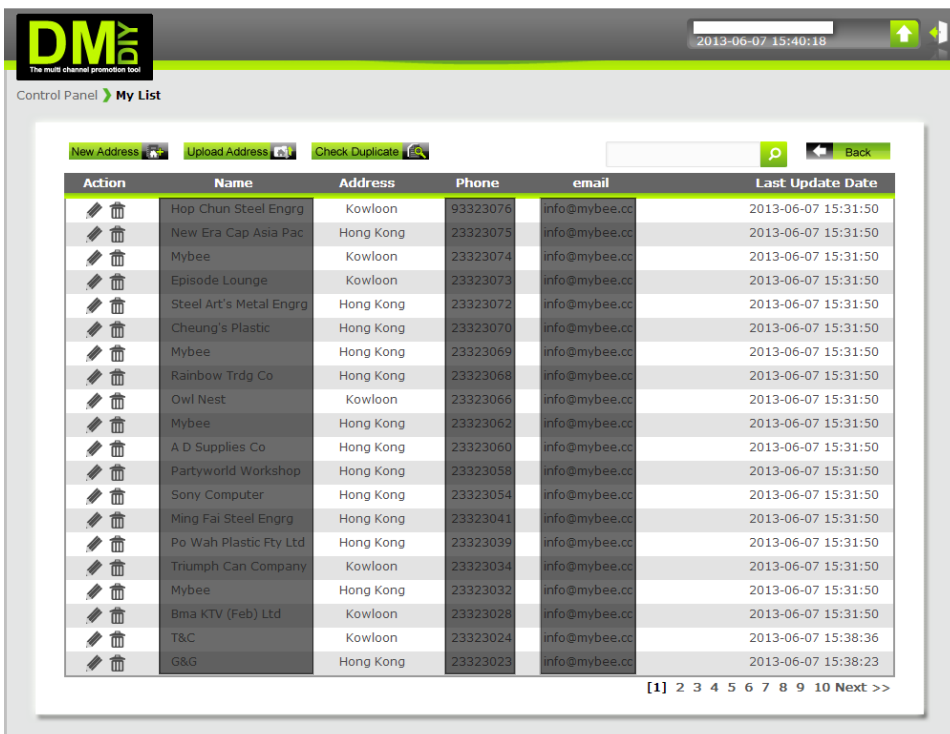 DM DIY
The multi channel promotion tool
2013-06-07 15:40:18
Control Panel > My List
New Address Upload Address Check Duplicate Back
Action Name Address Phone email Last Update Date
Hop Chun Steel Engrg Kowloon 93323076 info@mybee.cc 2013-06-07 15:31:50
New Era Cap Asia Pac Hong Kong 23323075 info@mybee.cc 2013-06-07 15:31:50
Mybee Kowloon 23323074 info@mybee.cc 2013-06-07 15:31:50
Episode Lounge Kowloon 23323073 info@mybee.cc 2013-06-07 15:31:50
Steel Art's Metal Engrg Hong Kong 23323072 info@mybee.cc 2013-06-07 15:31:50
Cheung's Plastic Hong Kong 23323070 info@mybee.cc 2013-06-07 15:31:50
Mybee Hong Kong 23323069 info@mybee.cc 2013-06-07 15:31:50
Rainbow Trdg Co Hong Kong 23323068 info@mybee.cc 2013-06-07 15:31:50
Owl Nest Kowloon 23323066 info@mybee.cc 2013-06-07 15:31:50
Mybee Hong Kong 23323062 info@mybee.cc 2013-06-07 15:31:50
A D Supplies Co Hong Kong 23323060 info@mybee.cc 2013-06-07 15:31:50
Partyworld Workshop Hong Kong 23323058 info@mybee.cc 2013-06-07 15:31:50
Sony Computer Hong Kong 23323054 info@mybee.cc 2013-06-07 15:31:50
Ming Fai Steel Engrg Hong Kong 23323041 info@mybee.cc 2013-06-07 15:31:50
Po Wah Plastic Fty Ltd Hong Kong 23323039 info@mybee.cc 2013-06-07 15:31:50
Triumph Can Company Kowloon 23323034 info@mybee.cc 2013-06-07 15:31:50
Mybee Hong Kong 23323032 info@mybee.cc 2013-06-07 15:31:50
Bma KTV (Feb) Ltd Kowloon 23323028 info@mybee.cc 2013-06-07 15:31:50
T&C Kowloon 23323024 info@mybee.cc 2013-06-07 15:38:36
G&G Hong Kong 23323023 info@mybee.cc 2013-06-07 15:38:23
[1] 2 3 4 5 6 7 8 9 10 Next >>